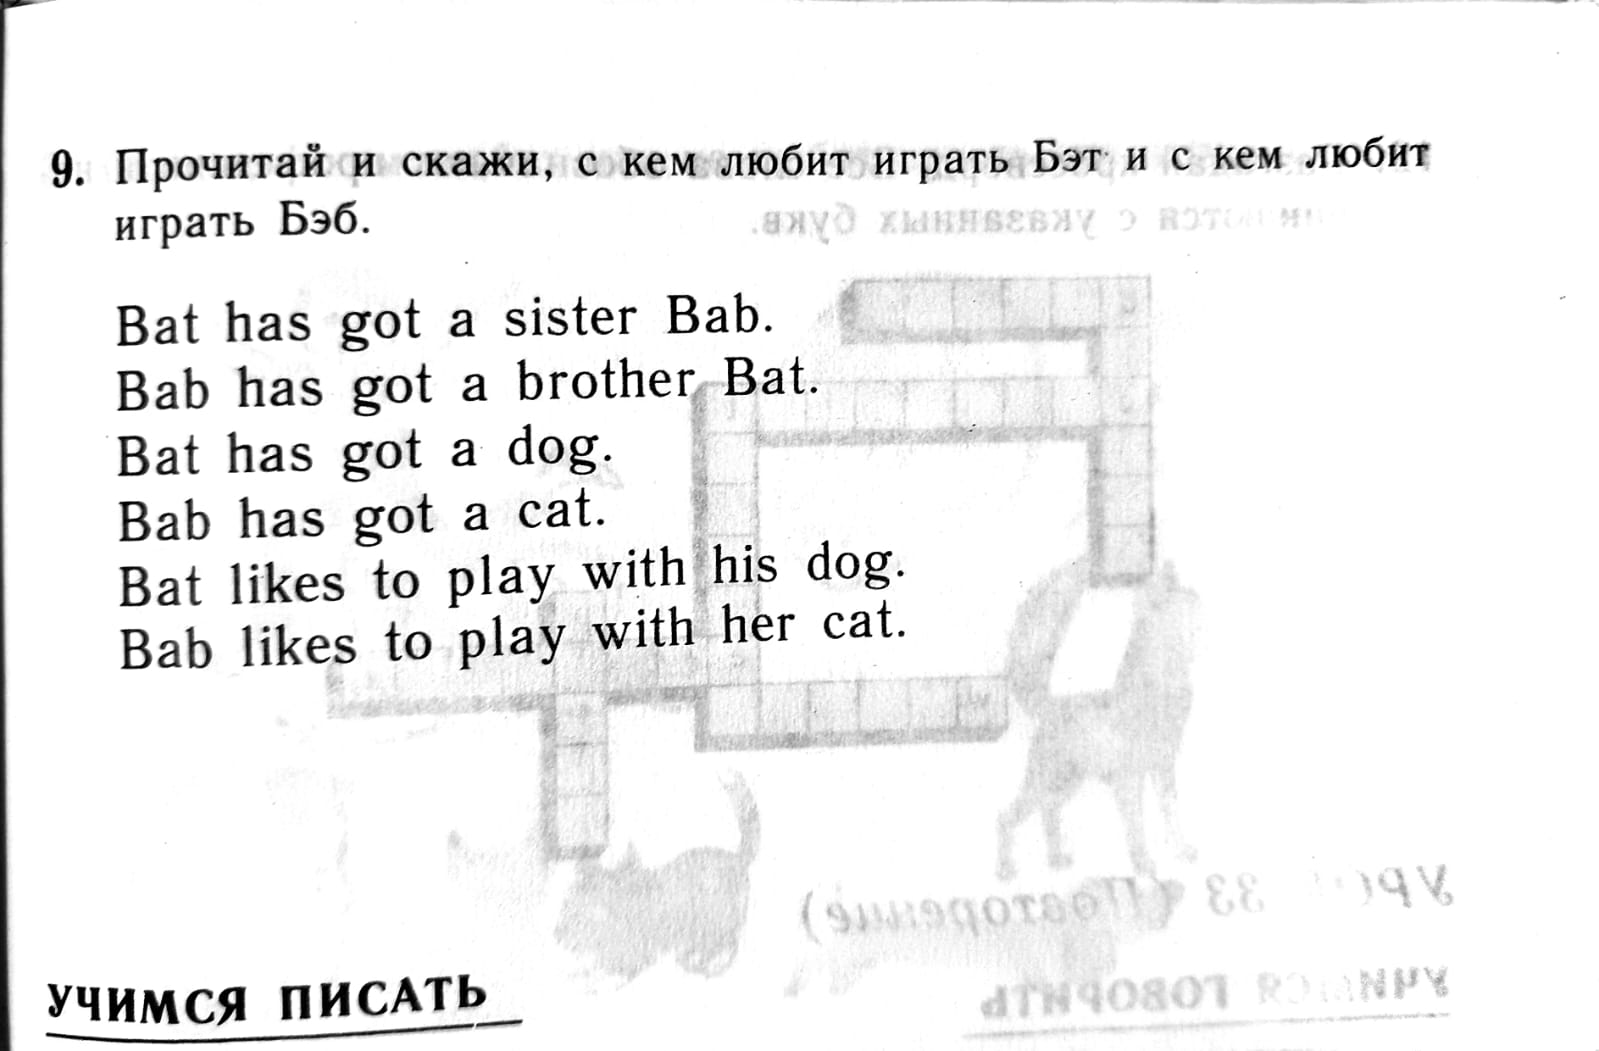 9. Прочитай и скажи, с кем любит играть Бэт и с кем любит
играть Бэб.
Bat has got a sister Bab.
Bab has got a brother Bat.
Bat has got a dog.
Bab has got a cat.
Bat likes to play with his dog.
Bab likes to play with her cat.
УЧИМСЯ ПИСАТЬ